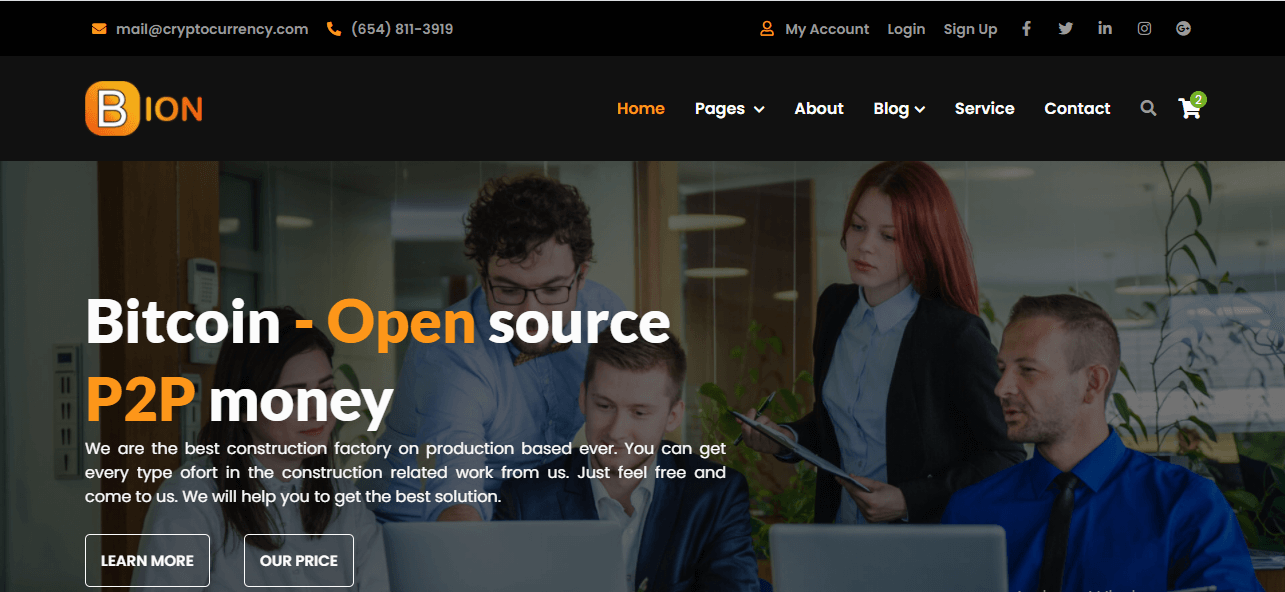 mail@cryptocurrency.com (654) 811-3919 My Account Login Sign Up
BION
Home Pages About Blog Service Contact 2
Bitcoin - Open source
P2P money
We are the best construction factory on production based ever. You can get
every type ofort in the construction related work from us. Just feel free and
come to us. We will help you to get the best solution.
LEARN MORE OUR PRICE